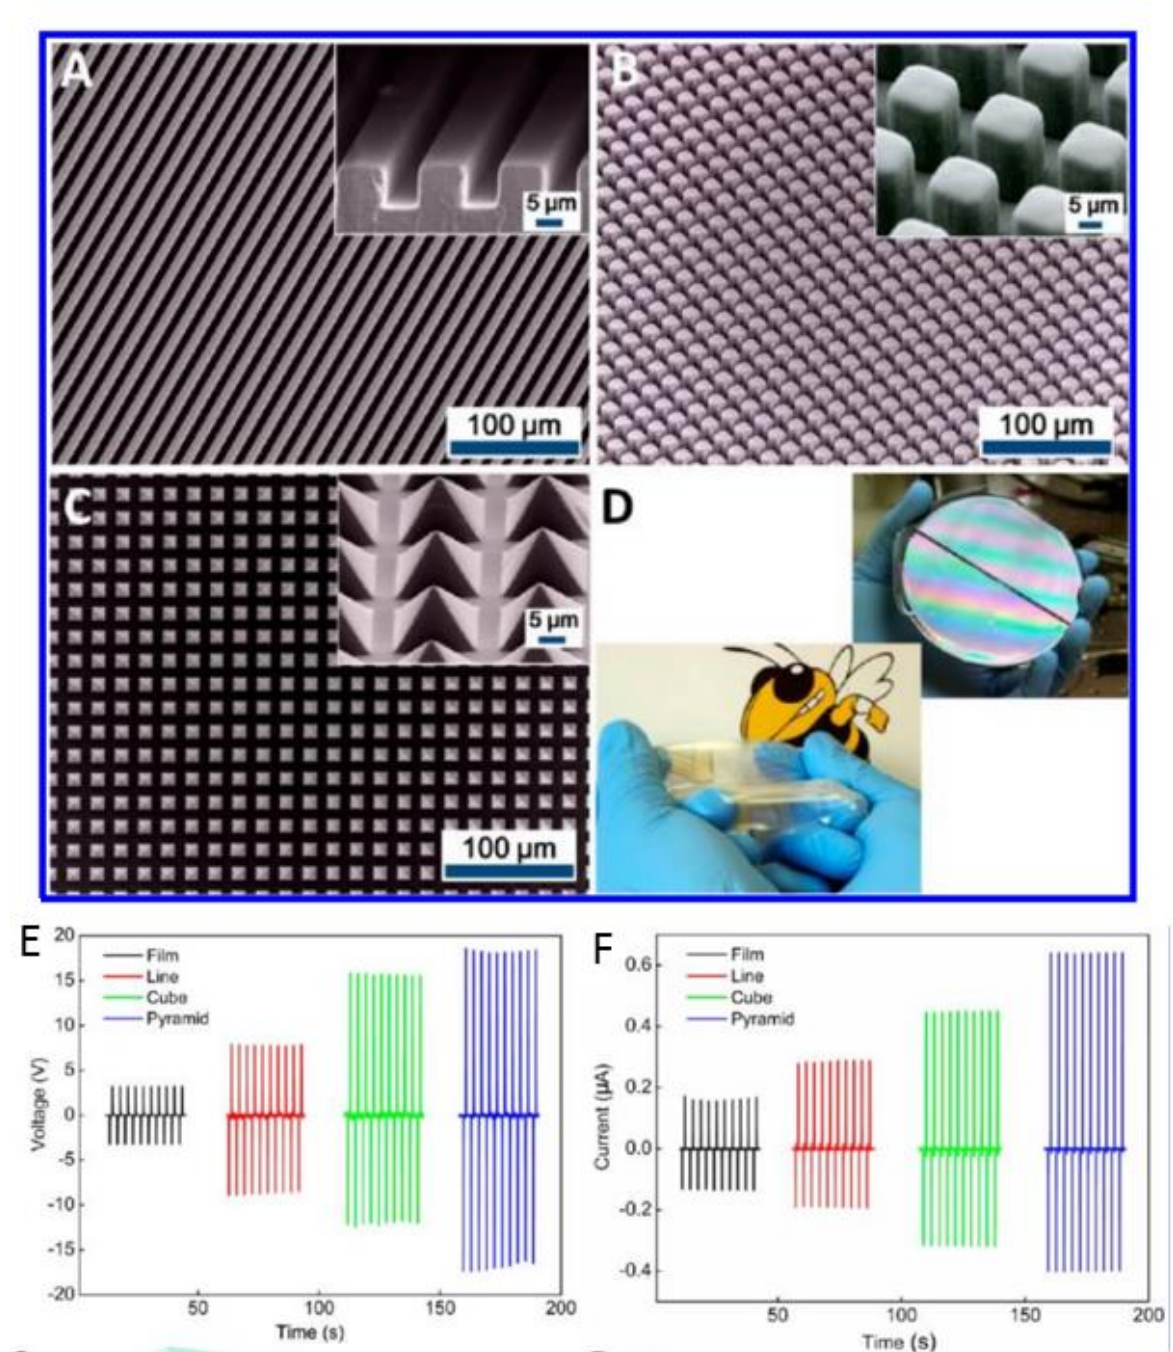 A
5 µm
100 µm
B
5 µm
100 µm
C
5 µm
100 µm
D
E
20
15
10
5
0
-5
-10
-15
-20
Voltage (V)
Film
Line
Cube
Pyramid
50
100
150
200
Time (s)
F
0.6
0.4
0.2
0.0
-0.2
-0.4
Current (µA)
Film
Line
Cube
Pyramid
50
100
150
200
Time (s)